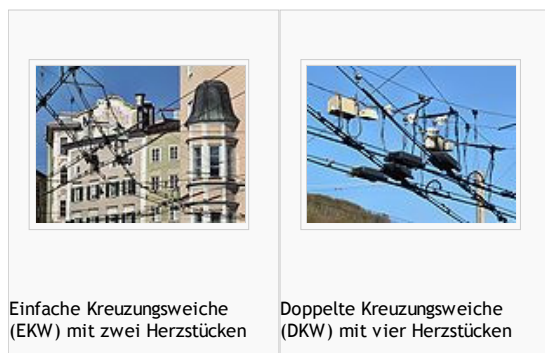 Einfache Kreuzungsweiche
(EKW) mit zwei Herzstücken
Doppelte Kreuzungsweiche
(DKW) mit vier Herzstücken